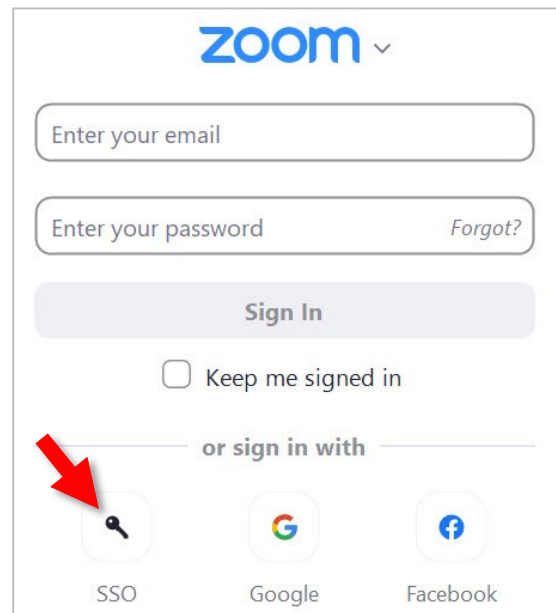 zoom
Enter your email
Enter your password Forgot?
Sign In
Keep me signed in
or sign in with
SSO Google Facebook